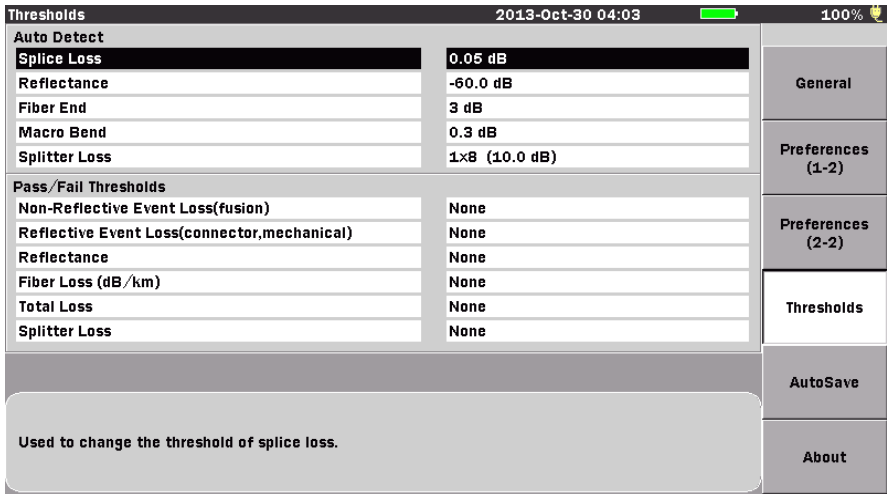 Thresholds 2013-Oct-30 04:03 100%
Auto Detect
Splice Loss 0.05 dB
Reflectance -60.0 dB
Fiber End 3 dB
Macro Bend 0.3 dB
Splitter Loss 1×8 (10.0 dB)
Pass/Fail Thresholds
Non-Reflective Event Loss(fusion) None
Reflective Event Loss(connector,mechanical) None
Reflectance None
Fiber Loss (dB/km) None
Total Loss None
Splitter Loss None
Used to change the threshold of splice loss.
General
Preferences
(1-2)
Preferences
(2-2)
Thresholds
AutoSave
About